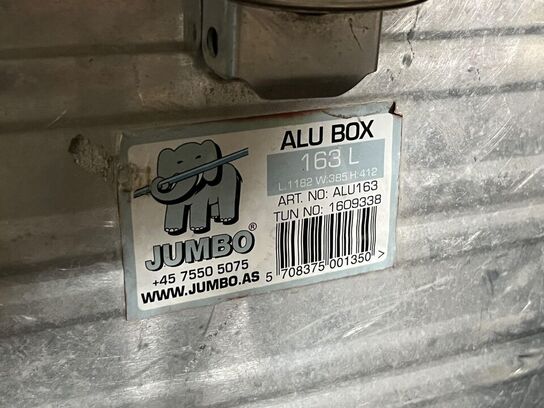 ALU BOX
163 L
L:1182 W:385 H:412
ART. NO: ALU163
TUN NO: 1609338
JUMBO®
+45 7550 5075
WWW.JUMBO.AS
5 708375 001350 >